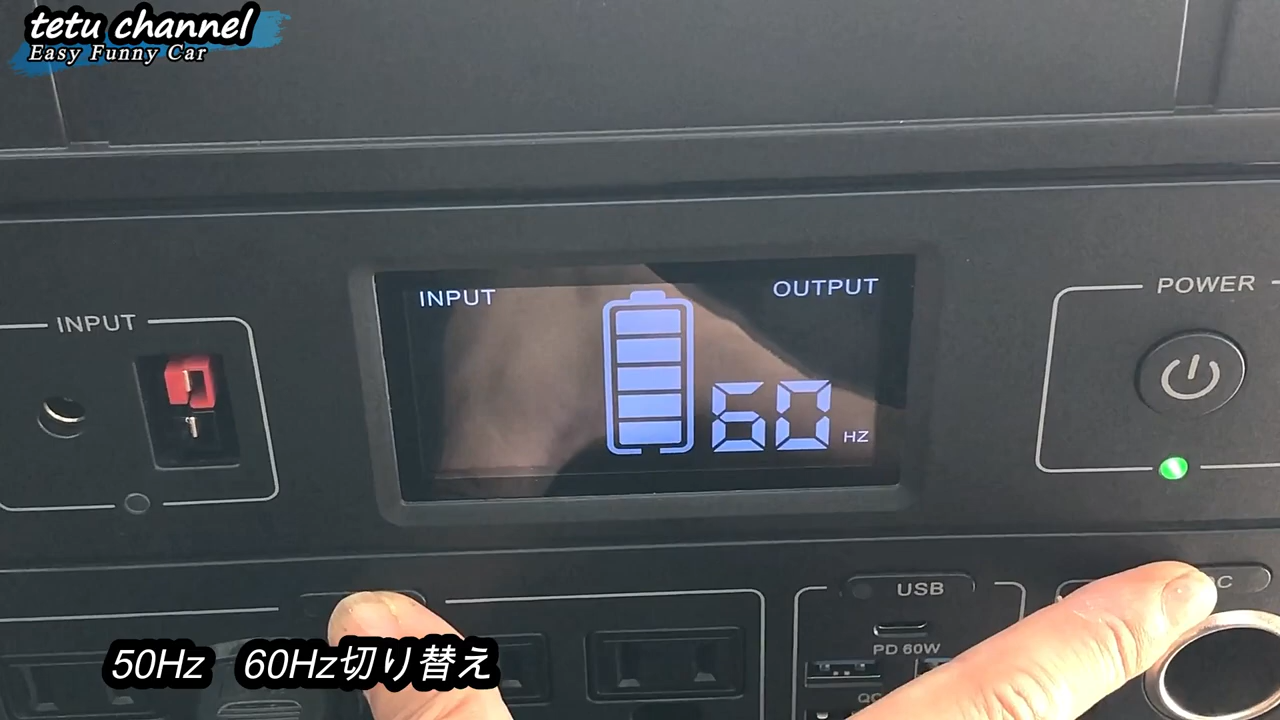 tetu channel
Easy Funny Car
INPUT
INPUT
OUTPUT
60 HZ
POWER
USB
PD 60W
50Hz 60Hz切り替え